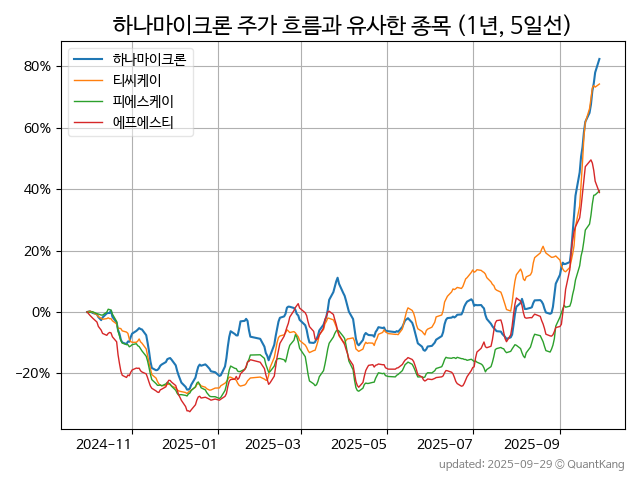 하나마이크론 주가 흐름과 유사한 종목 (1년, 5일선)
하나마이크론
티씨케이
피에스케이
에프에스티
80%
60%
40%
20%
0%
−20%
2024-11 2025-01 2025-03 2025-05 2025-07 2025-09
updated: 2025-09-29 © QuantKang